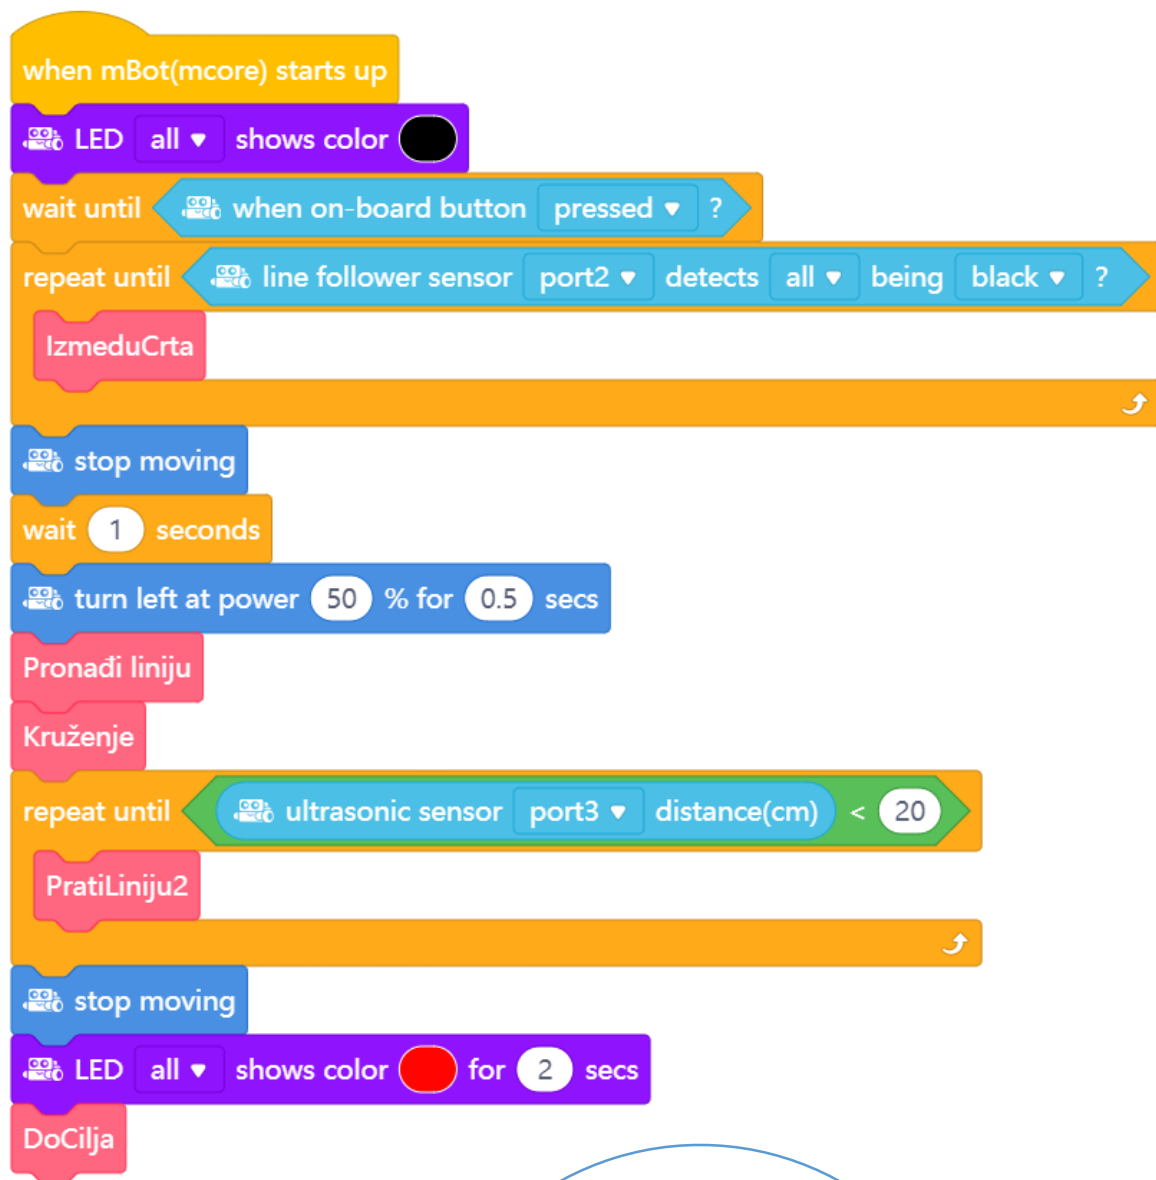 when mBot(mcore) starts up
LED all shows color
wait until when on-board button pressed ?
repeat until line follower sensor port2 detects all being black ?
IzmeduCrta
stop moving
wait 1 seconds
turn left at power 50 % for 0.5 secs
Pronađi liniju
Kruženje
repeat until ultrasonic sensor port3 distance(cm) < 20
PratiLiniju2
stop moving
LED all shows color for 2 secs
DoCilja